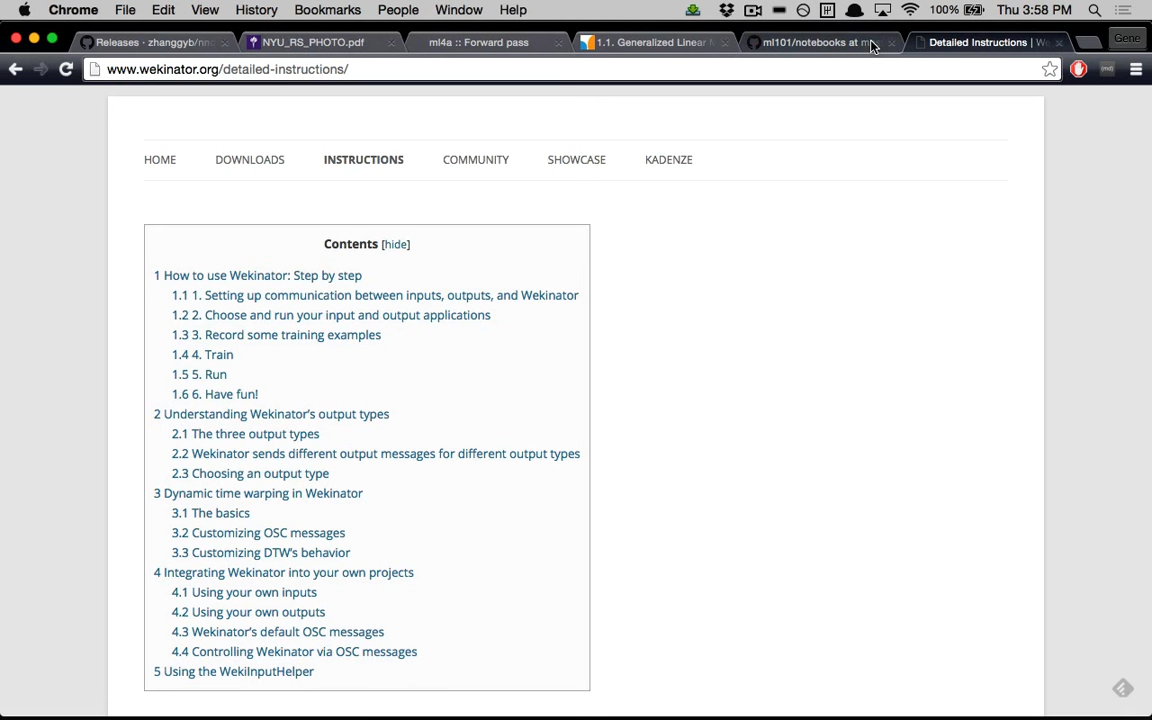 Chrome File Edit View History Bookmarks People Window Help 100% Thu 3:58 PM
Releases · zhanggyb/nn
NYU_RS_PHOTO.pdf
ml4a :: Forward pass
1.1. Generalized Linear
ml101/notebooks at
Detailed Instructions | We
Gene
www.wekinator.org/detailed-instructions/
HOME DOWNLOADS INSTRUCTIONS COMMUNITY SHOWCASE KADENZE
Contents [hide]
1 How to use Wekinator: Step by step
1.1 1. Setting up communication between inputs, outputs, and Wekinator
1.2 2. Choose and run your input and output applications
1.3 3. Record some training examples
1.4 4. Train
1.5 5. Run
1.6 6. Have fun!
2 Understanding Wekinator’s output types
2.1 The three output types
2.2 Wekinator sends different output messages for different output types
2.3 Choosing an output type
3 Dynamic time warping in Wekinator
3.1 The basics
3.2 Customizing OSC messages
3.3 Customizing DTW’s behavior
4 Integrating Wekinator into your own projects
4.1 Using your own inputs
4.2 Using your own outputs
4.3 Wekinator’s default OSC messages
4.4 Controlling Wekinator via OSC messages
5 Using the WekiInputHelper